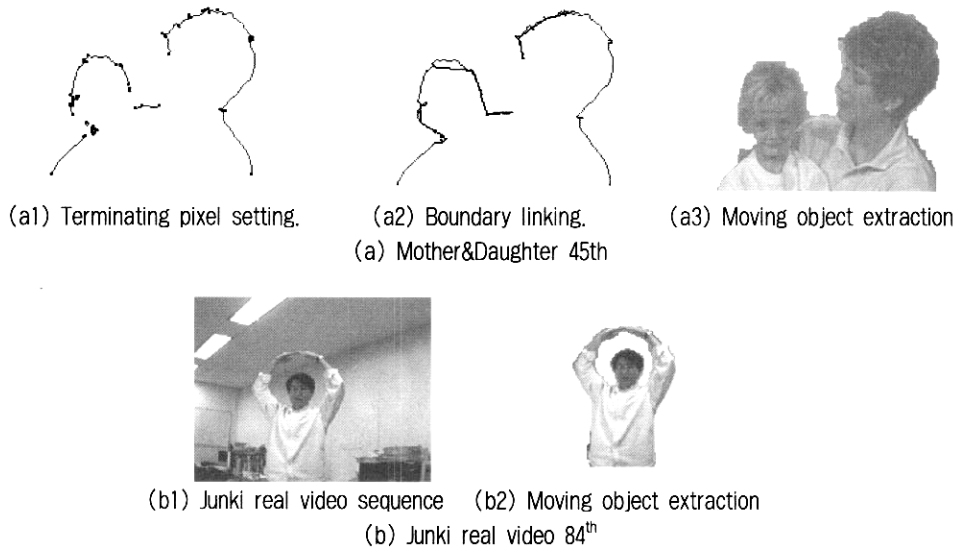 (a1) Terminating pixel setting.
(a2) Boundary linking.
(a3) Moving object extraction
(a) Mother&Daughter 45th
(b1) Junki real video sequence
(b2) Moving object extraction
(b) Junki real video 84th